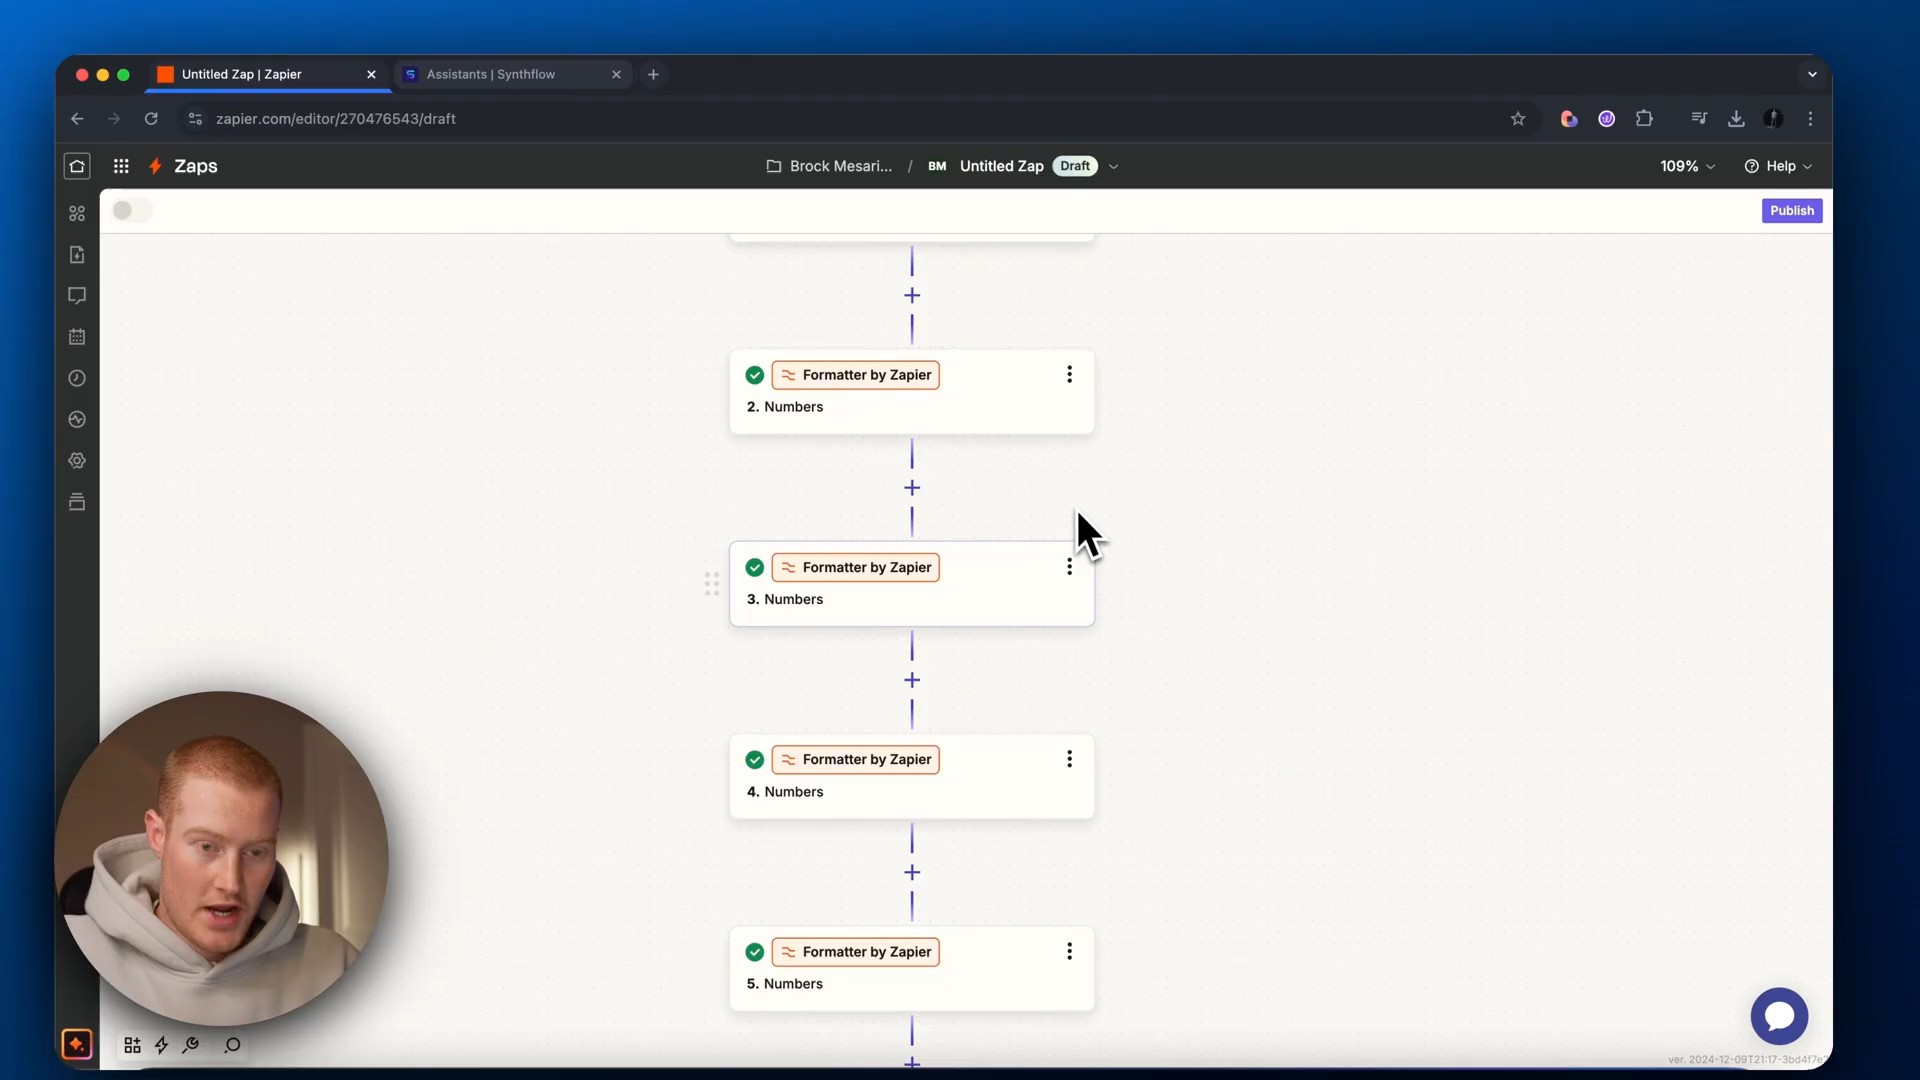 Untitled Zap | Zapier
Assistants | Synthflow
zapier.com/editor/270476543/draft
Zaps
Brock Mesari... / BM Untitled Zap Draft
109%
Help
Publish
Formatter by Zapier
2. Numbers
Formatter by Zapier
3. Numbers
Formatter by Zapier
4. Numbers
Formatter by Zapier
5. Numbers